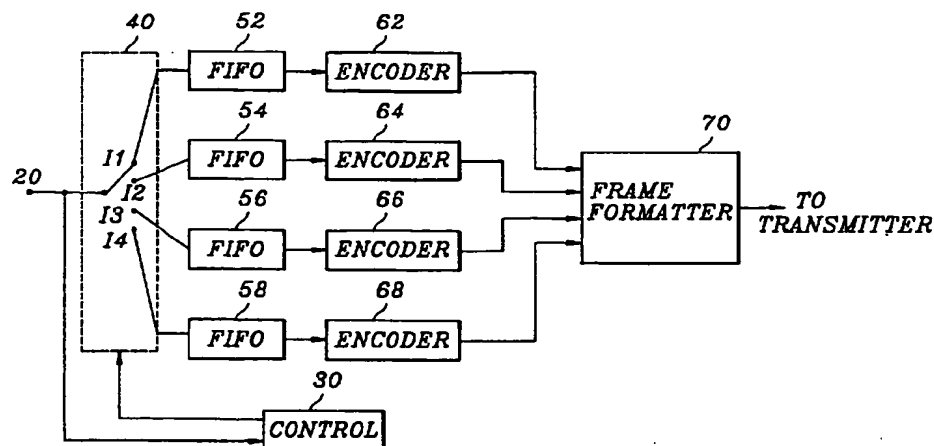 40
52
62
FIFO
ENCODER
54
64
FIFO
ENCODER
70
I1
20
I2
I3
I4
56
66
FIFO
ENCODER
FRAME
FORMATTER
TO
TRANSMITTER
58
68
FIFO
ENCODER
30
CONTROL